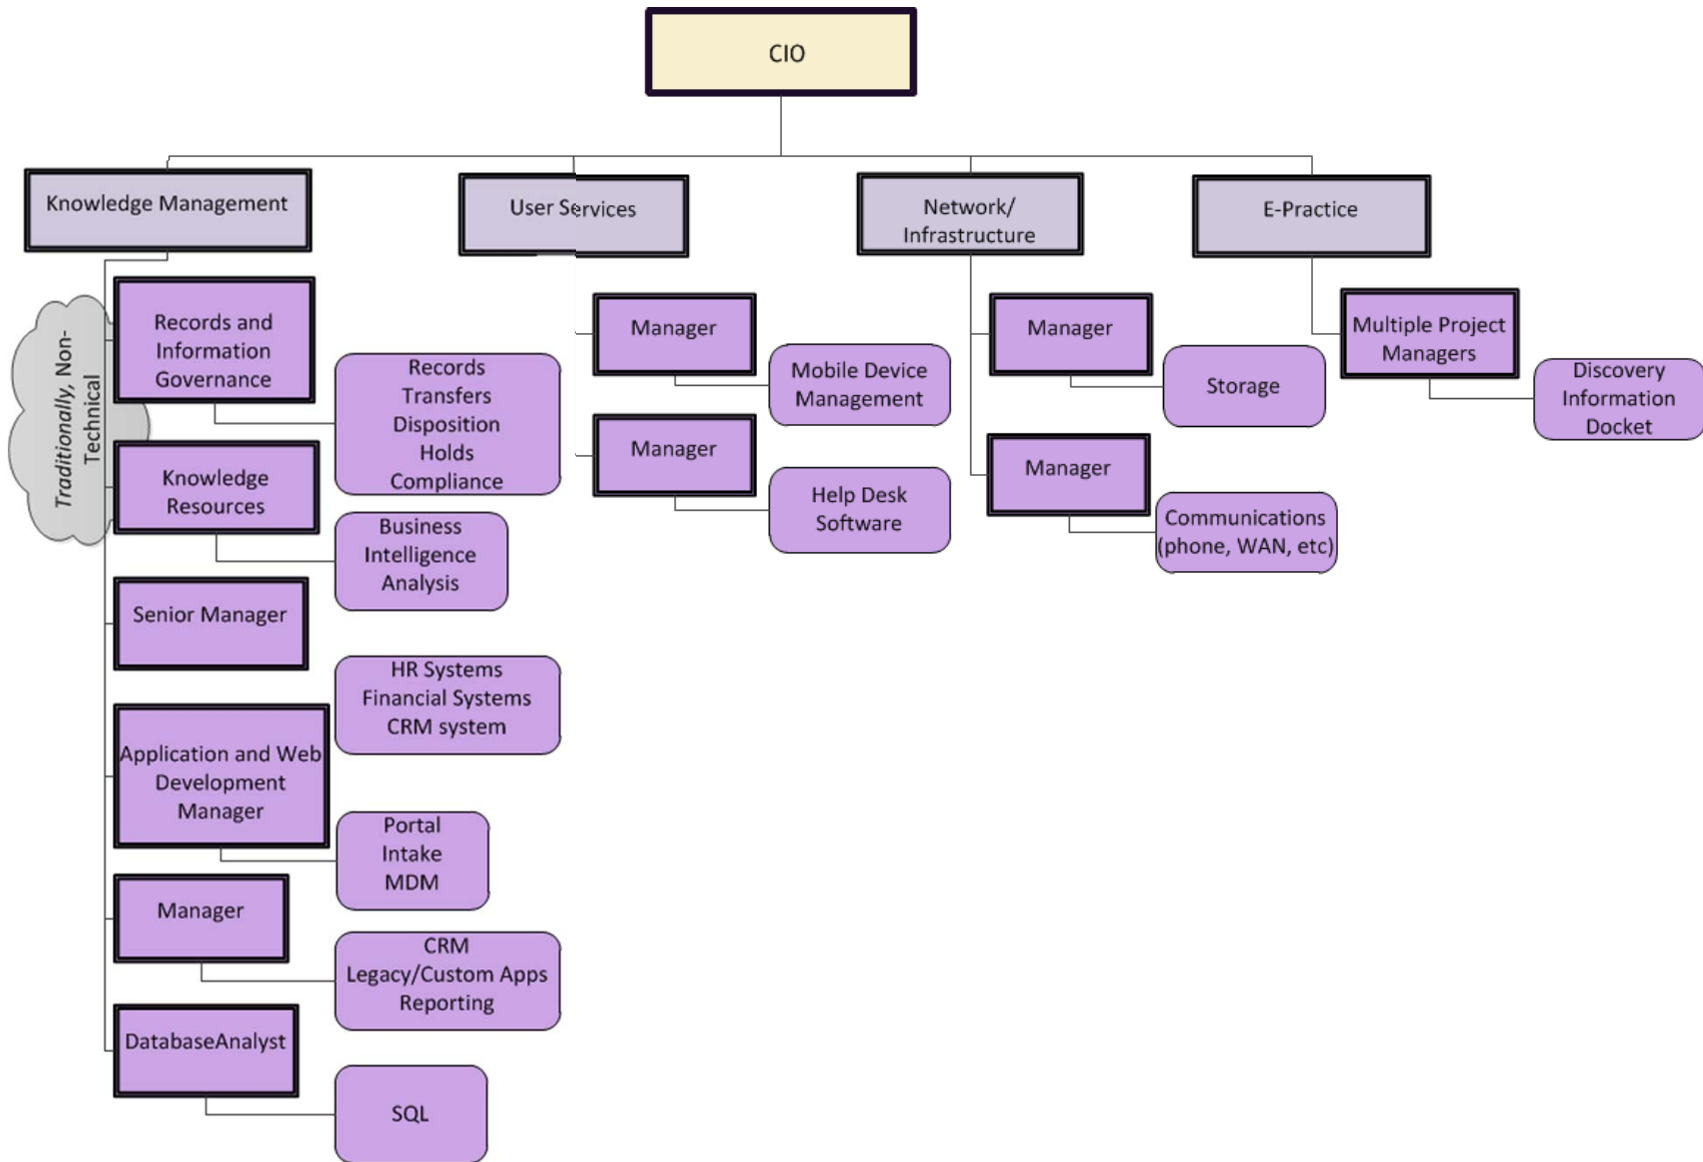 CIO
Knowledge Management
User Services
Network/
Infrastructure
E-Practice
Traditionally, Non-
Technical
Records and
Information
Governance
Records
Transfers
Disposition
Holds
Compliance
Knowledge
Resources
Business
Intelligence
Analysis
Senior Manager
HR Systems
Financial Systems
CRM system
Application and Web
Development
Manager
Portal
Intake
MDM
Manager
CRM
Legacy/Custom Apps
Reporting
DatabaseAnalyst
SQL
Manager
Mobile Device
Management
Manager
Help Desk
Software
Manager
Storage
Manager
Communications
(phone, WAN, etc)
Multiple Project
Managers
Discovery
Information
Docket